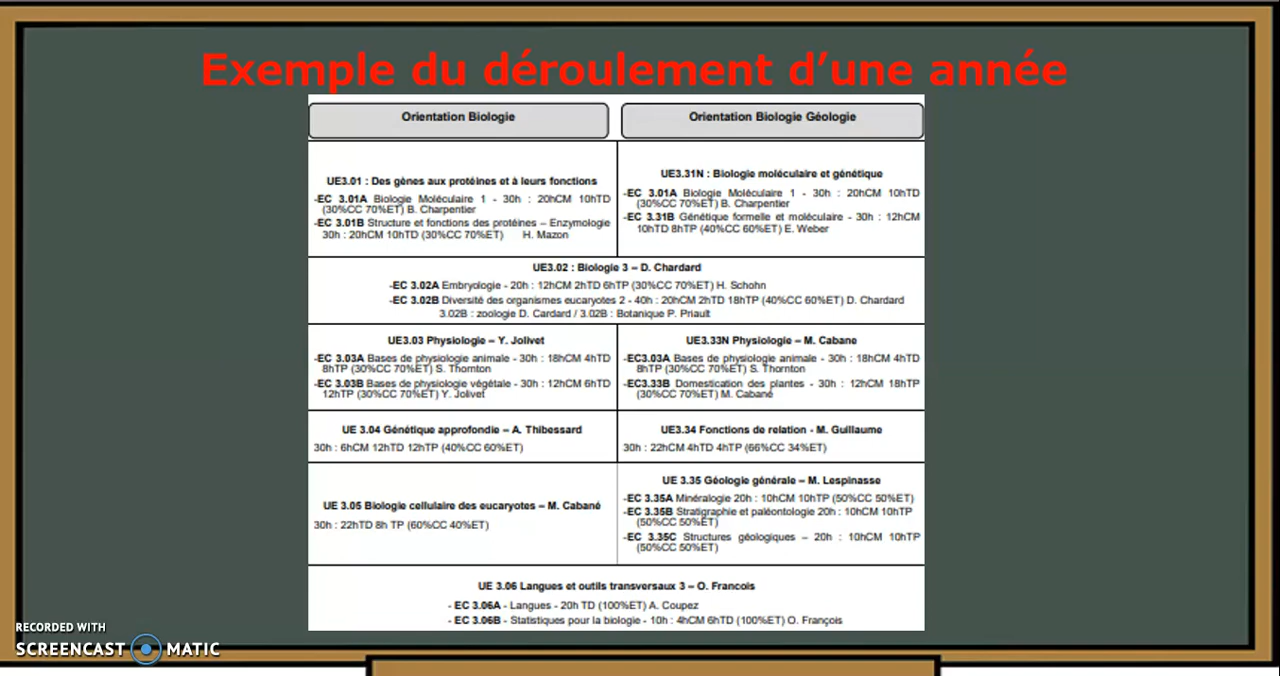 Exemple du déroulement d’une année
Orientation Biologie
Orientation Biologie Géologie
UE3.01 : Des gènes aux protéines et à leurs fonctions
-EC 3.01A Biologie Moléculaire 1 - 30h : 20hCM 10hTD
(30%CC 70%ET) B. Charpentier
-EC 3.01B Structure et fonctions des protéines – Enzymologie
30h : 20hCM 10hTD (30%CC 70%ET) H. Mazon
UE3.31N : Biologie moléculaire et génétique
-EC 3.01A Biologie Moléculaire 1 - 30h : 20hCM 10hTD
(30%CC 70%ET) B. Charpentier
-EC 3.31B Génétique formelle et moléculaire - 30h : 12hCM
10hTD 8hTP (40%CC 60%ET) E. Weber
UE3.02 : Biologie 3 – D. Chardard
-EC 3.02A Embryologie - 20h : 12hCM 2hTD 6hTP (30%CC 70%ET) H. Schohn
-EC 3.02B Diversité des organismes eucaryotes 2 - 40h : 20hCM 2hTD 18hTP (40%CC 60%ET) D. Chardard
3.02B : zoologie D. Cardard / 3.02B : Botanique P. Priault
UE3.03 Physiologie – Y. Jolivet
-EC 3.03A Bases de physiologie animale - 30h : 18hCM 4hTD
8hTP (30%CC 70%ET) S. Thornton
-EC 3.03B Bases de physiologie végétale - 30h : 12hCM 6hTD
12hTP (30%CC 70%ET) Y. Jolivet
UE3.33N Physiologie – M. Cabane
-EC3.03A Bases de physiologie animale - 30h : 18hCM 4hTD
8hTP (30%CC 70%ET) S. Thornton
-EC3.33B Domestication des plantes - 30h : 12hCM 18hTP
(30%CC 70%ET) M. Cabané
UE 3.04 Génétique approfondie – A. Thibessard
30h : 6hCM 12hTD 12hTP (40%CC 60%ET)
UE3.34 Fonctions de relation - M. Guillaume
30h : 22hCM 4hTD 4hTP (66%CC 34%ET)
UE 3.05 Biologie cellulaire des eucaryotes – M. Cabané
30h : 22hTD 8h TP (60%CC 40%ET)
UE 3.35 Géologie générale – M. Lespinasse
-EC 3.35A Minéralogie 20h : 10hCM 10hTP (50%CC 50%ET)
-EC 3.35B Stratigraphie et paléontologie 20h : 10hCM 10hTP
(50%CC 50%ET)
-EC 3.35C Structures géologiques – 20h : 10hCM 10hTP
(50%CC 50%ET)
UE 3.06 Langues et outils transversaux 3 – O. Francois
- EC 3.06A - Langues - 20h TD (100%ET) A. Coupez
- EC 3.06B - Statistiques pour la biologie - 10h : 4hCM 6hTD (100%ET) O. François
RECORDED WITH
SCREENCAST MATIC